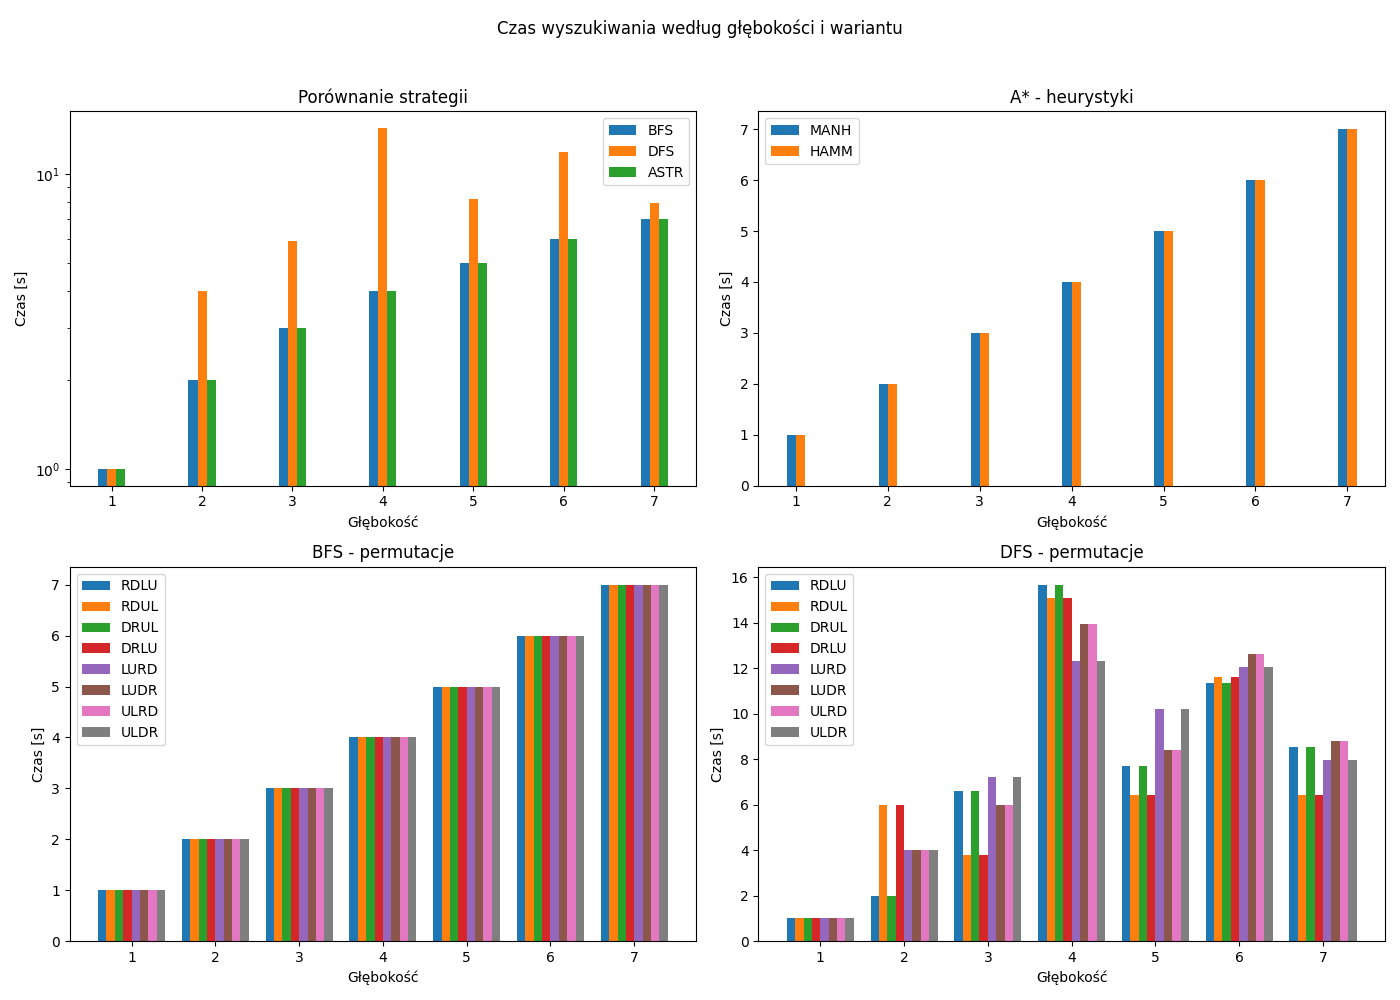 Czas wyszukiwania według głębokości i wariantu
Porównanie strategii
Czas [s]
10^1
10^0
BFS
DFS
ASTR
1 2 3 4 5 6 7
Głębokość
A* - heurystyki
Czas [s]
7
6
5
4
3
2
1
0
MANH
HAMM
1 2 3 4 5 6 7
Głębokość
BFS - permutacje
Czas [s]
7
6
5
4
3
2
1
0
RDLU
RDUL
DRUL
DRLU
LURD
LUDR
ULRD
ULDR
1 2 3 4 5 6 7
Głębokość
DFS - permutacje
Czas [s]
16
14
12
10
8
6
4
2
0
RDLU
RDUL
DRUL
DRLU
LURD
LUDR
ULRD
ULDR
1 2 3 4 5 6 7
Głębokość